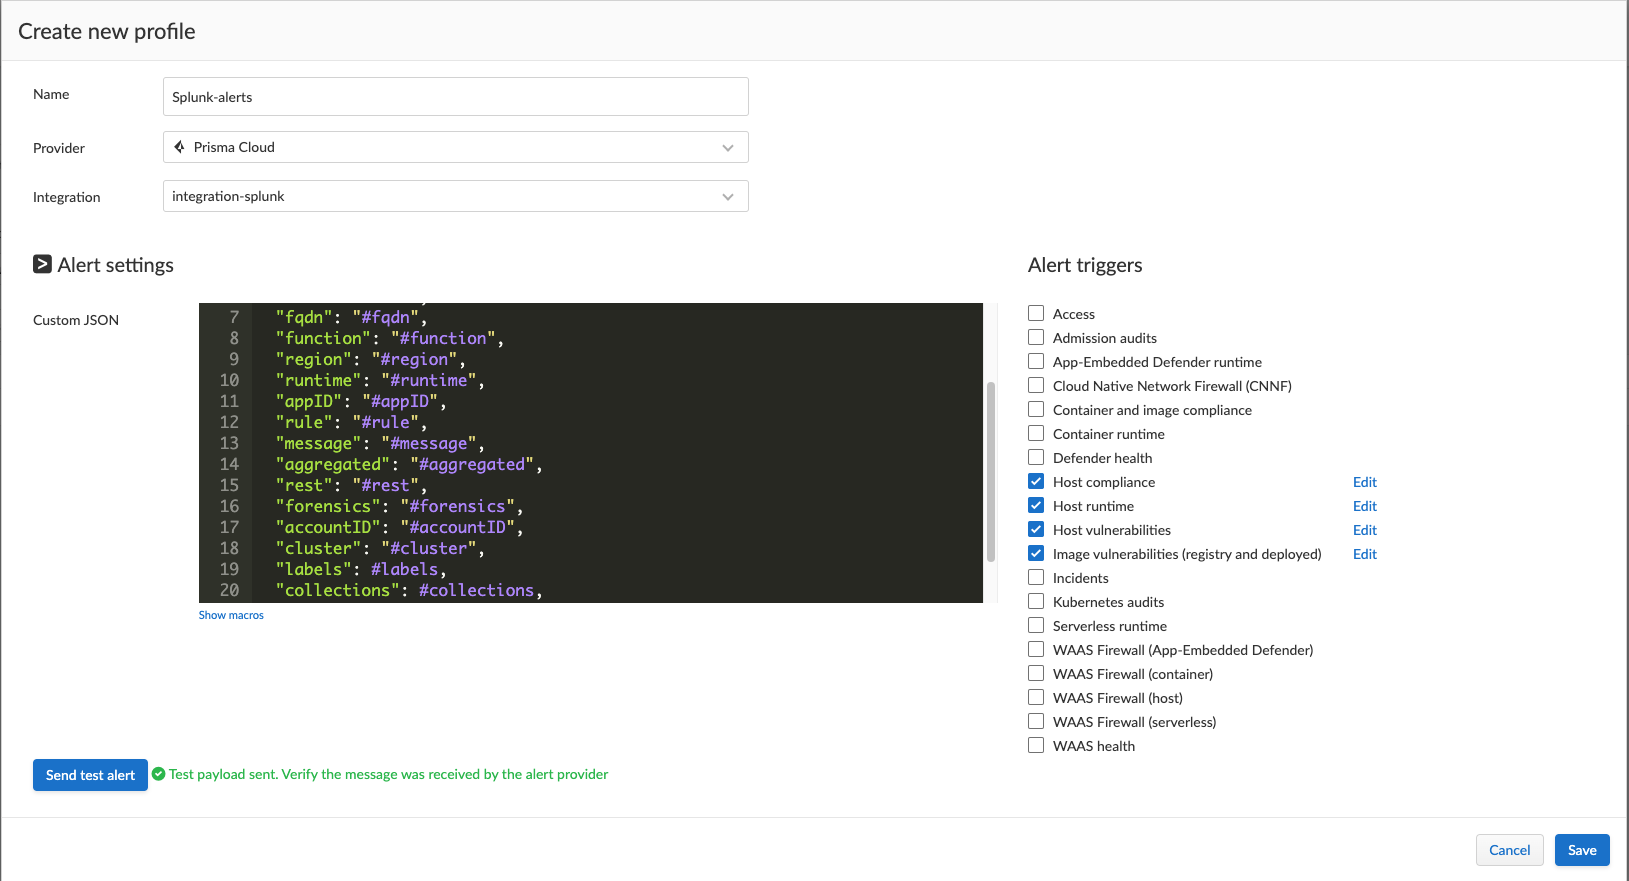 Create new profile
Name
Splunk-alerts
Provider
Prisma Cloud
Integration
integration-splunk
Alert settings
Custom JSON
7 "fqdn": "#fqdn",
8 "function": "#function",
9 "region": "#region",
10 "runtime": "#runtime",
11 "appID": "#appID",
12 "rule": "#rule",
13 "message": "#message",
14 "aggregated": "#aggregated",
15 "rest": "#rest",
16 "forensics": "#forensics",
17 "accountID": "#accountID",
18 "cluster": "#cluster",
19 "labels": #labels,
20 "collections": #collections,
Show macros
Alert triggers
Access
Admission audits
App-Embedded Defender runtime
Cloud Native Network Firewall (CNNF)
Container and image compliance
Container runtime
Defender health
Host compliance Edit
Host runtime Edit
Host vulnerabilities Edit
Image vulnerabilities (registry and deployed) Edit
Incidents
Kubernetes audits
Serverless runtime
WAAS Firewall (App-Embedded Defender)
WAAS Firewall (container)
WAAS Firewall (host)
WAAS Firewall (serverless)
WAAS health
Send test alert
Test payload sent. Verify the message was received by the alert provider
Cancel
Save